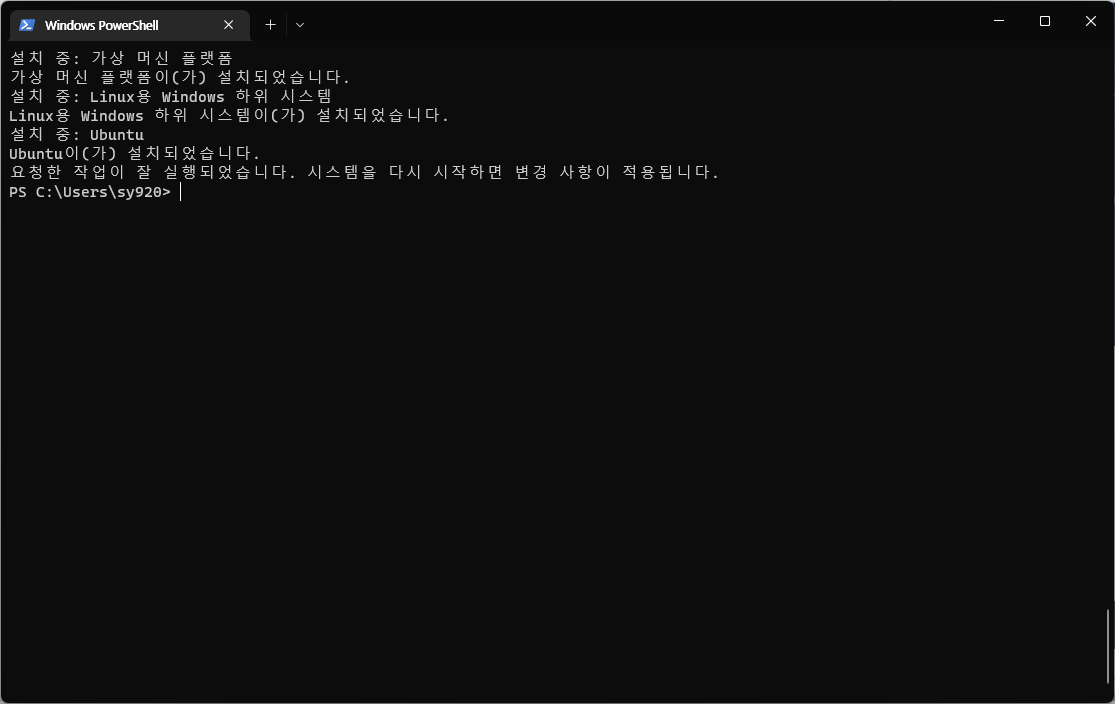 Windows PowerShell
설치 중: 가상 머신 플랫폼
가상 머신 플랫폼이(가) 설치되었습니다.
설치 중: Linux용 Windows 하위 시스템
Linux용 Windows 하위 시스템이(가) 설치되었습니다.
설치 중: Ubuntu
Ubuntu이(가) 설치되었습니다.
요청한 작업이 잘 실행되었습니다. 시스템을 다시 시작하면 변경 사항이 적용됩니다.
PS C:\Users\sy920>